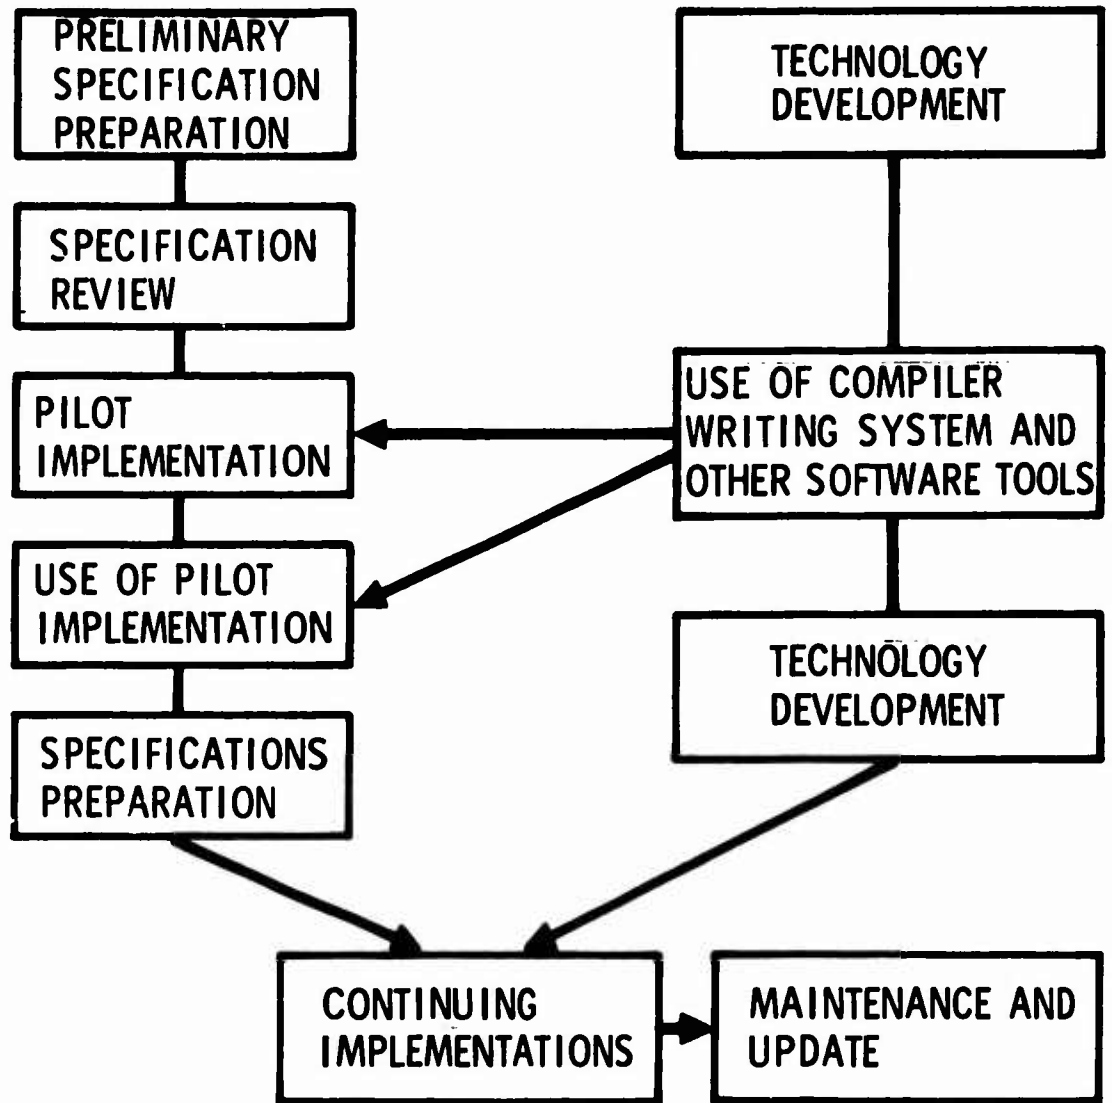 PRELIMINARY
SPECIFICATION
PREPARATION
TECHNOLOGY
DEVELOPMENT
SPECIFICATION
REVIEW
PILOT
IMPLEMENTATION
USE OF COMPILER
WRITING SYSTEM AND
OTHER SOFTWARE TOOLS
USE OF PILOT
IMPLEMENTATION
TECHNOLOGY
DEVELOPMENT
SPECIFICATIONS
PREPARATION
CONTINUING
IMPLEMENTATIONS
MAINTENANCE AND
UPDATE